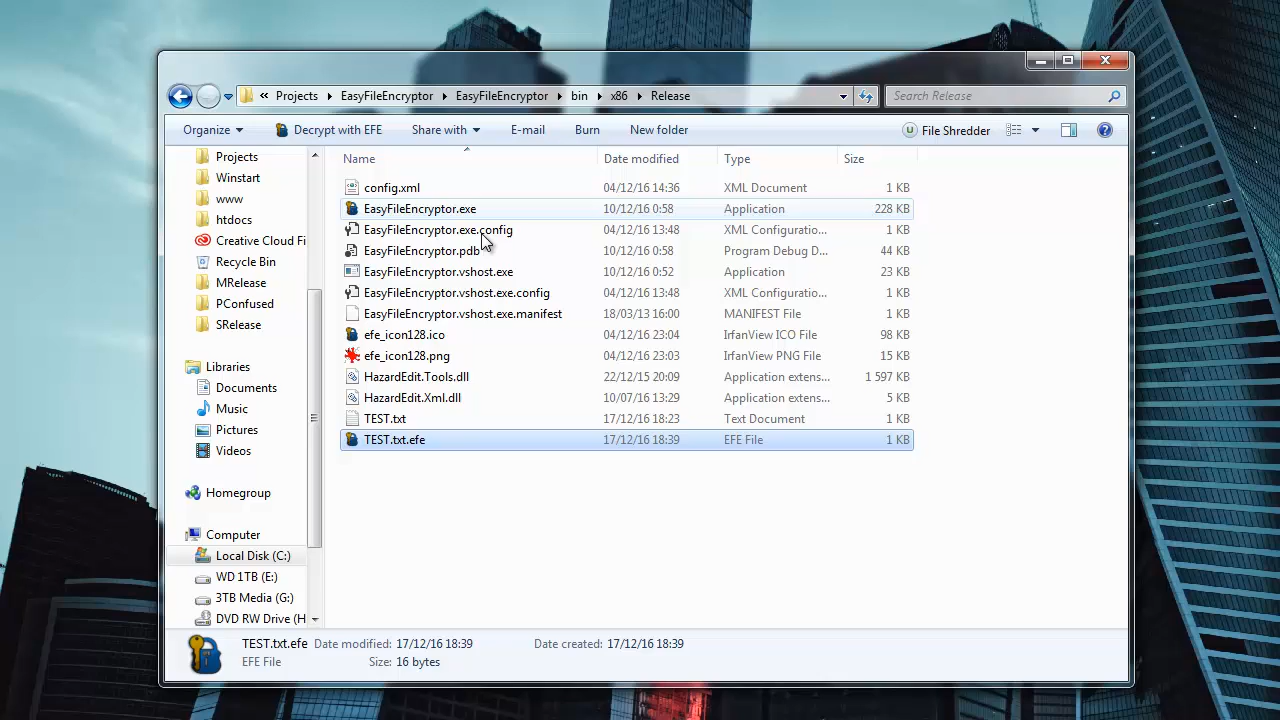 « Projects EasyFileEncryptor EasyFileEncryptor bin x86 Release
Search Release
Organize Decrypt with EFE Share with E-mail Burn New folder File Shredder
Name Date modified Type Size
Projects
Winstart
www
htdocs
Creative Cloud Fi
Recycle Bin
MRelease
PConfused
SRelease
Libraries
Documents
Music
Pictures
Videos
Homegroup
Computer
Local Disk (C:)
WD 1TB (E:)
3TB Media (G:)
DVD RW Drive (H
config.xml 04/12/16 14:36 XML Document 1 KB
EasyFileEncryptor.exe 10/12/16 0:58 Application 228 KB
EasyFileEncryptor.exe.config 04/12/16 13:48 XML Configuratio... 1 KB
EasyFileEncryptor.pdb 10/12/16 0:58 Program Debug D... 44 KB
EasyFileEncryptor.vshost.exe 10/12/16 0:52 Application 23 KB
EasyFileEncryptor.vshost.exe.config 04/12/16 13:48 XML Configuratio... 1 KB
EasyFileEncryptor.vshost.exe.manifest 18/03/13 16:00 MANIFEST File 1 KB
efe_icon128.ico 04/12/16 23:04 IrfanView ICO File 98 KB
efe_icon128.png 04/12/16 23:03 IrfanView PNG File 15 KB
HazardEdit.Tools.dll 22/12/15 20:09 Application extens... 1 597 KB
HazardEdit.Xml.dll 10/07/16 13:29 Application extens... 5 KB
TEST.txt 17/12/16 18:23 Text Document 1 KB
TEST.txt.efe 17/12/16 18:39 EFE File 1 KB
TEST.txt.efe Date modified: 17/12/16 18:39 Date created: 17/12/16 18:39
EFE File Size: 16 bytes